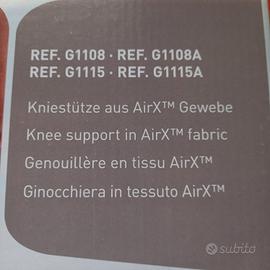 REF. G1108 · REF. G1108A
REF. G1115 · REF. G1115A
Kniestütze aus AirX™ Gewebe
Knee support in AirX™ fabric
Genouillère en tissu AirX™
Ginocchiera in tessuto AirX™
subito